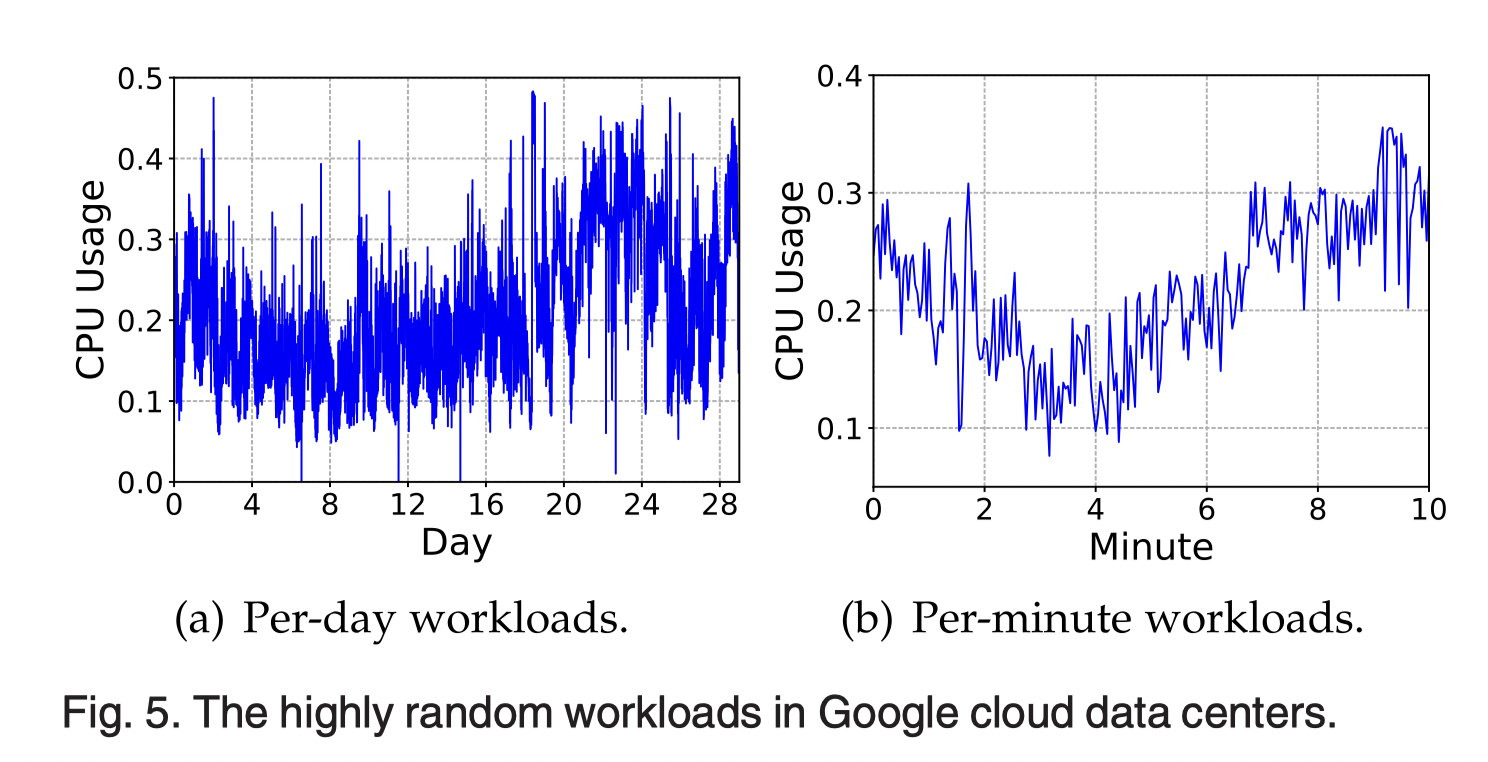 0.5
0.4
0.3
0.2
0.1
0.0
CPU Usage
0 4 8 12 16 20 24 28
Day
(a) Per-day workloads.
0.4
0.3
0.2
0.1
CPU Usage
0 2 4 6 8 10
Minute
(b) Per-minute workloads.
Fig. 5. The highly random workloads in Google cloud data centers.